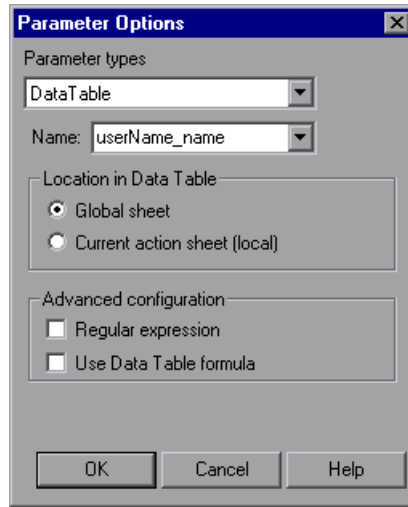 Parameter Options
Parameter types
DataTable
Name: userName_name
Location in Data Table
Global sheet
Current action sheet (local)
Advanced configuration
Regular expression
Use Data Table formula
OK Cancel Help